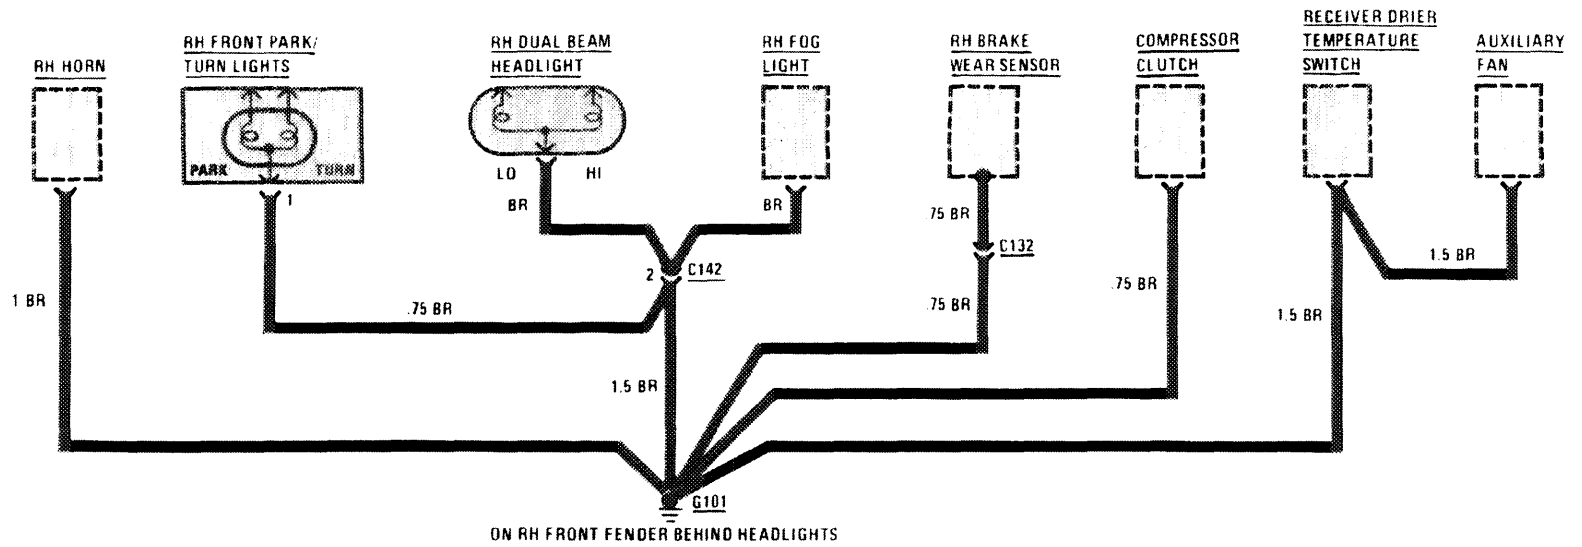 RH HORN
RH FRONT PARK/
TURN LIGHTS
RH DUAL BEAM
HEADLIGHT
RH FOG
LIGHT
RH BRAKE
WEAR SENSOR
COMPRESSOR
CLUTCH
RECEIVER DRIER
TEMPERATURE
SWITCH
AUXILIARY
FAN
PARK
TURN
LO
HI
1
BR
BR
.75 BR
C132
2
C142
1 BR
.75 BR
.75 BR
.75 BR
1.5 BR
1.5 BR
1.5 BR
G101
ON RH FRONT FENDER BEHIND HEADLIGHTS